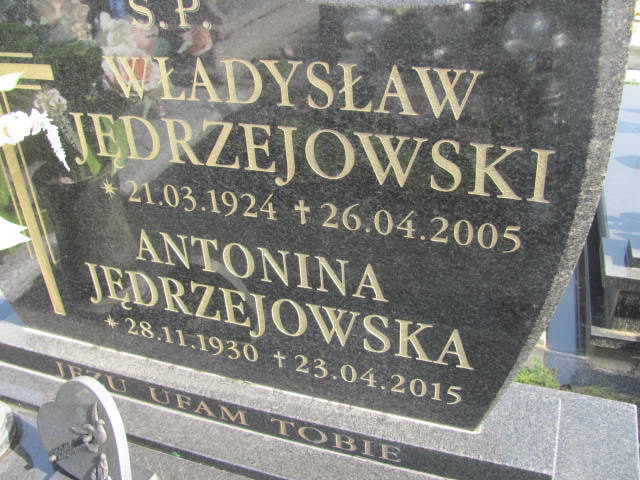 Ś.P.
WŁADYSŁAW
JĘDRZEJOWSKI
* 21.03.1924 † 26.04.2005
ANTONINA
JĘDRZEJOWSKA
* 28.11.1930 † 23.04.2015
JEZU UFAM TOBIE